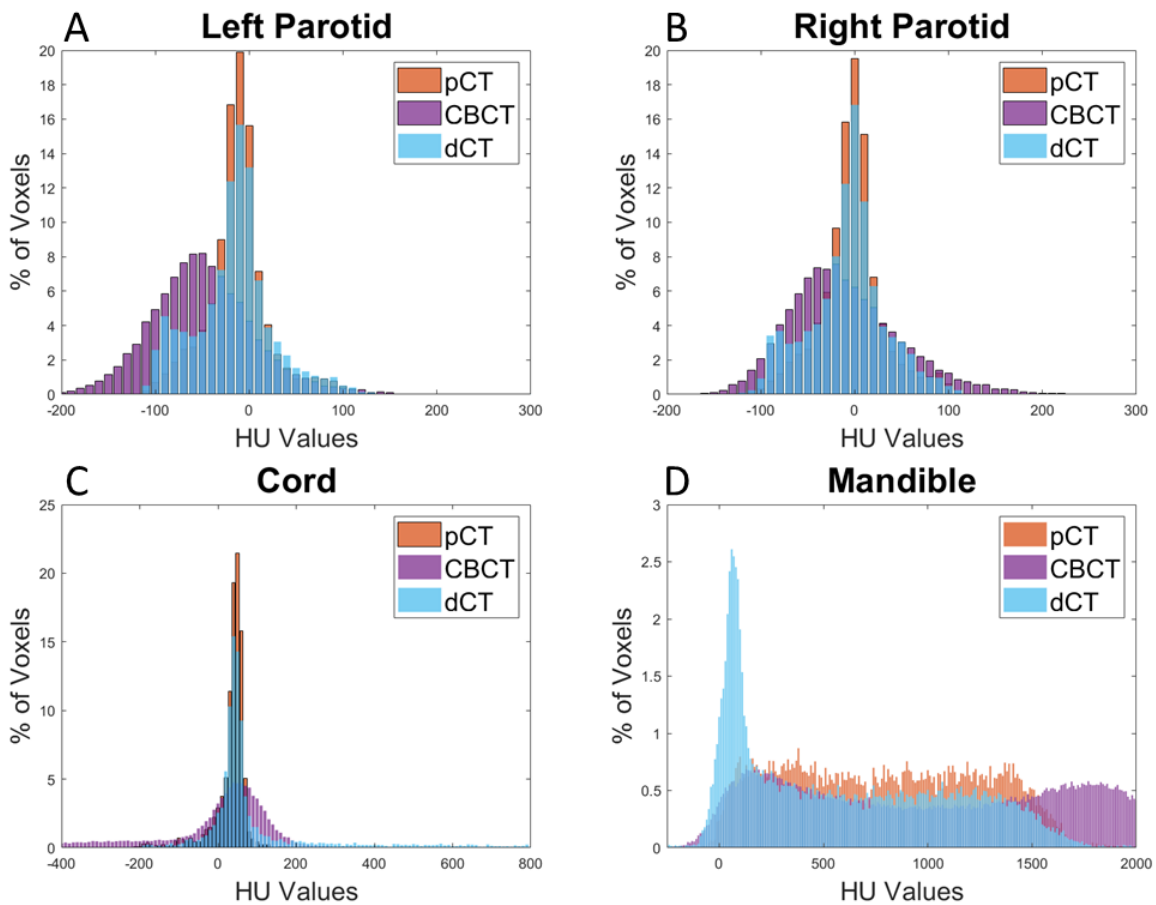 A Left Parotid
20
18
16
14
12
10
8
6
4
2
0
% of Voxels
-200 -100 0 100 200 300
HU Values
pCT
CBCT
dCT
B Right Parotid
20
18
16
14
12
10
8
6
4
2
0
% of Voxels
-200 -100 0 100 200 300
HU Values
pCT
CBCT
dCT
C Cord
25
20
15
10
5
0
% of Voxels
-400 -200 0 200 400 600 800
HU Values
pCT
CBCT
dCT
D Mandible
3
2.5
2
1.5
1
0.5
0
% of Voxels
0 500 1000 1500 2000
HU Values
pCT
CBCT
dCT